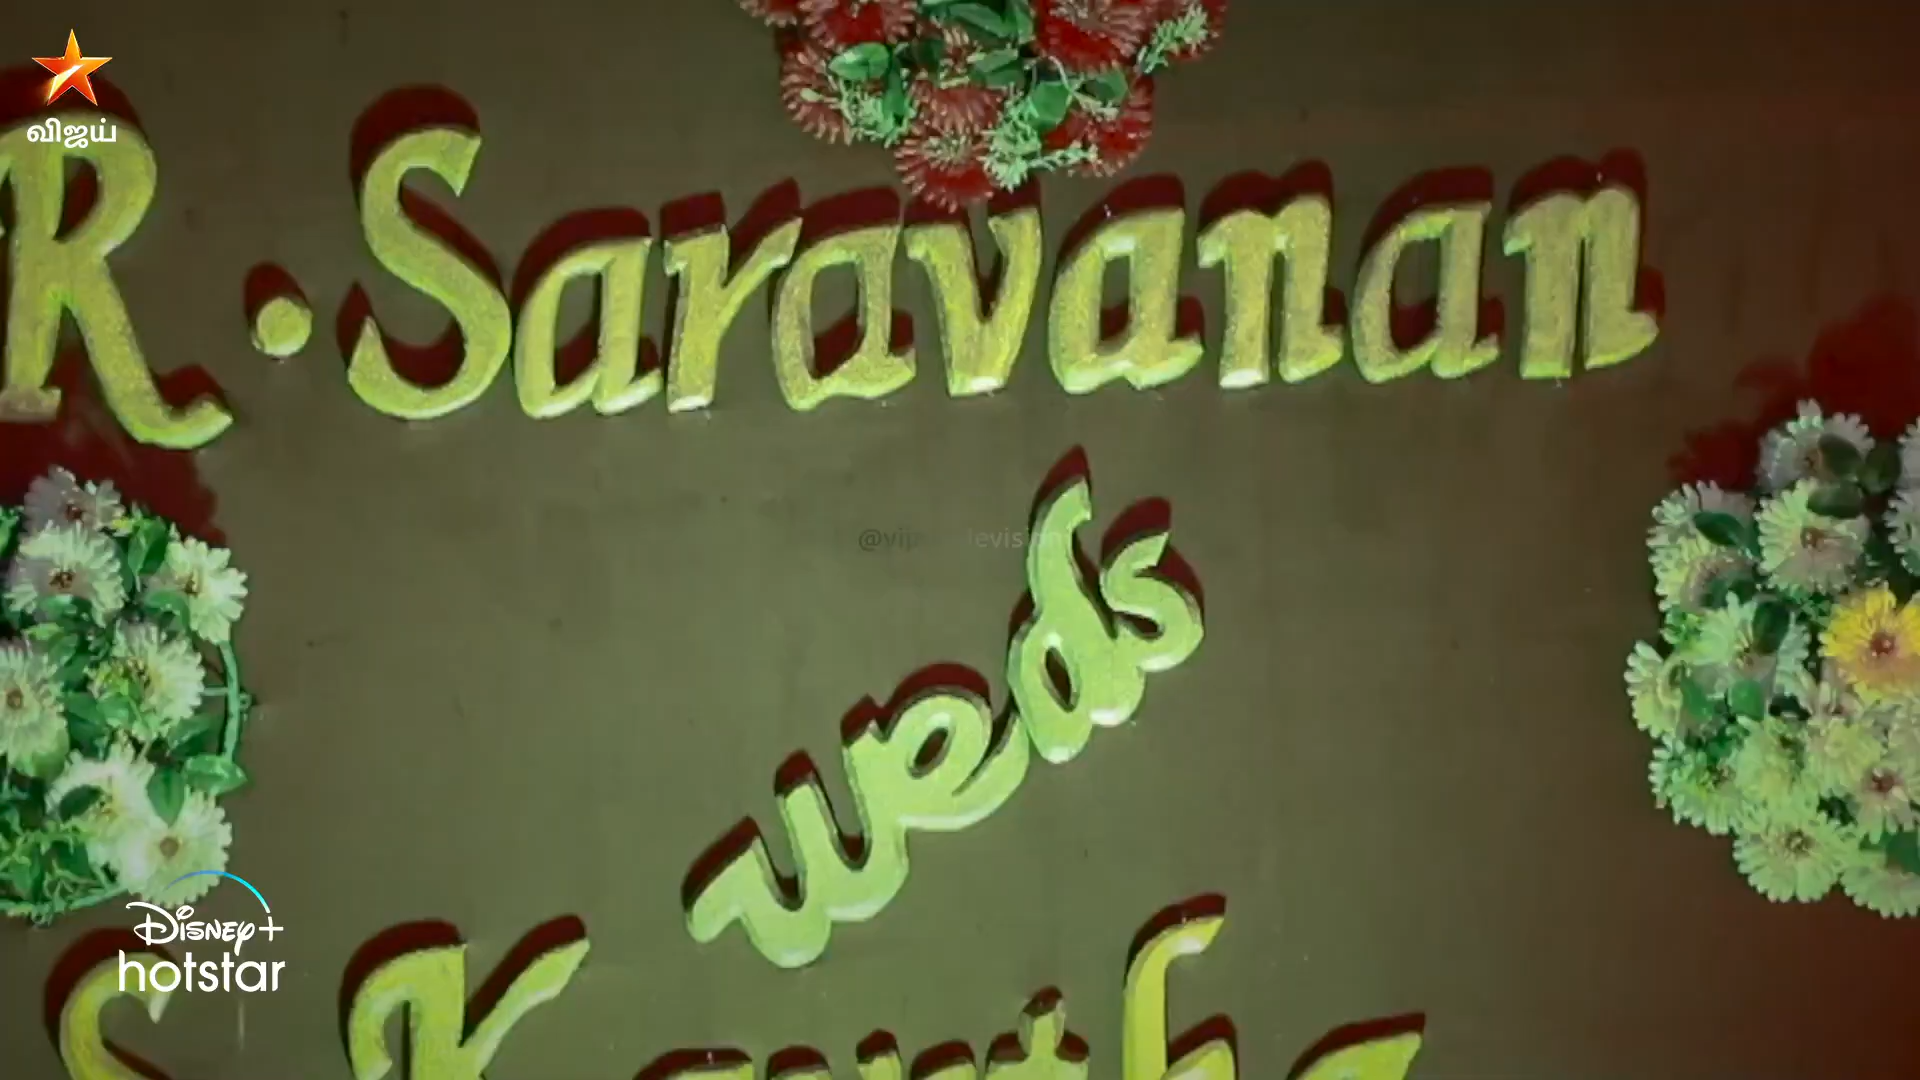 விஜய்
R. Saravanan
weds
Disney+
hotstar